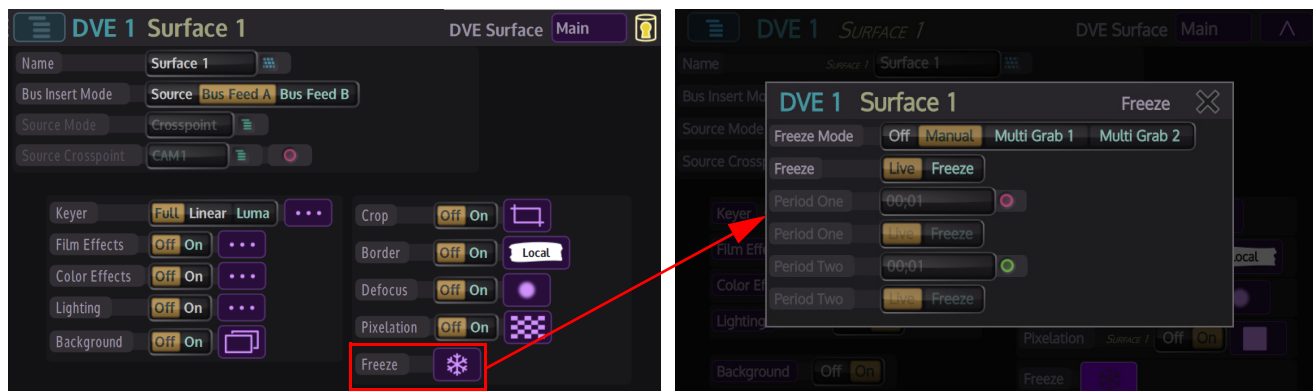 DVE 1 Surface 1 DVE Surface Main
Name Surface 1
Bus Insert Mode Source Bus Feed A Bus Feed B
Source Mode Crosspoint
Source Crosspoint CAM1
Keyer Full Linear Luma
Film Effects Off On
Color Effects Off On
Lighting Off On
Background Off On
Crop Off On
Border Off On Local
Defocus Off On
Pixelation Off On
Freeze
DVE 1 SURFACE 1 DVE Surface Main
Name SURFACE 1 Surface 1
Bus Insert Mo
Source Mode
Source Cross
Keyer
Film Effe
Color Ef
Lighting
Background Off On
ocal
Pixelation SURFACE 1 Off On
Freeze
DVE 1 Surface 1 Freeze
Freeze Mode Off Manual Multi Grab 1 Multi Grab 2
Freeze Live Freeze
Period One 00;01
Period One Live Freeze
Period Two 00;01
Period Two Live Freeze